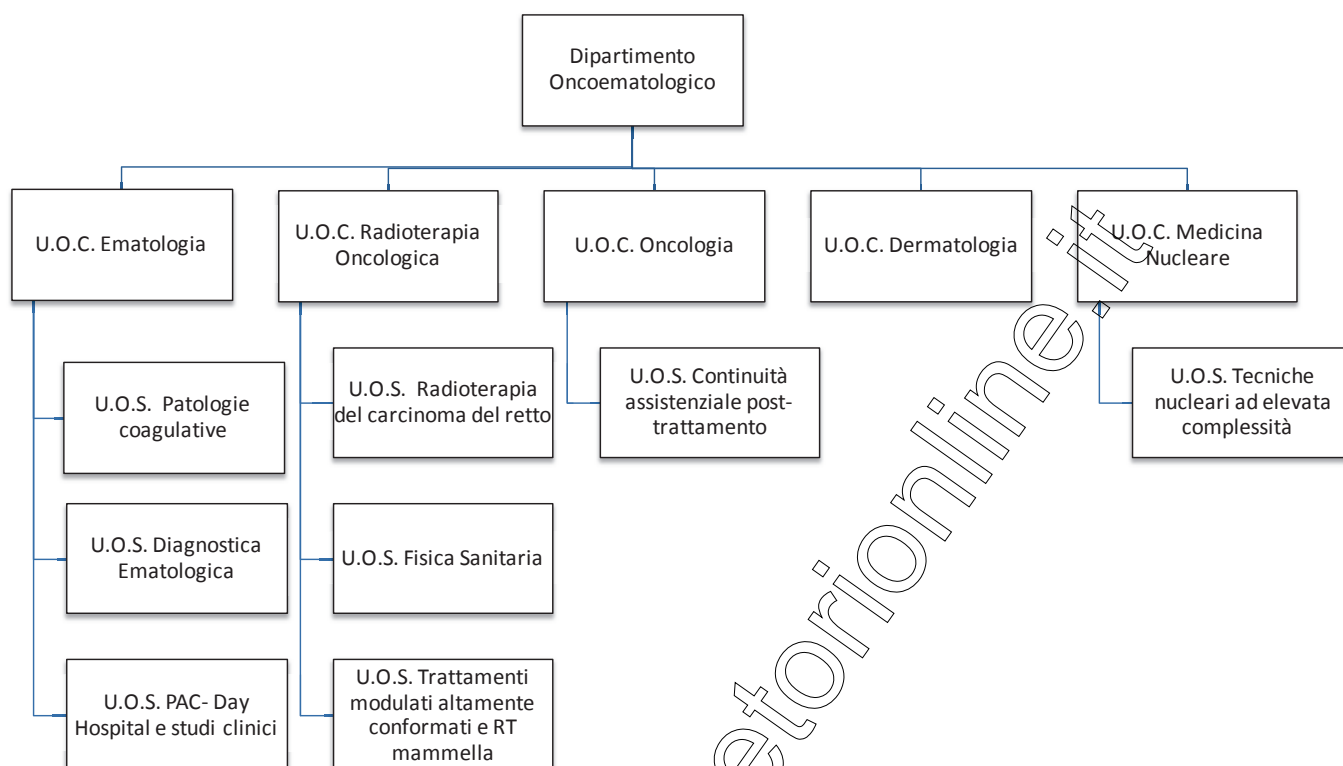 Dipartimento
Oncoematologico
U.O.C. Ematologia
U.O.C. Radioterapia
Oncologica
U.O.C. Oncologia
U.O.C. Dermatologia
U.O.C. Medicina
Nucleare
U.O.S. Patologie
coagulative
U.O.S. Radioterapia
del carcinoma del retto
U.O.S. Continuità
assistenziale post-
trattamento
U.O.S. Tecniche
nucleari ad elevata
complessità
U.O.S. Diagnostica
Ematologica
U.O.S. Fisica Sanitaria
U.O.S. PAC- Day
Hospital e studi clinici
U.O.S. Trattamenti
modulati altamente
conformati e RT
mammella
etorionline.it